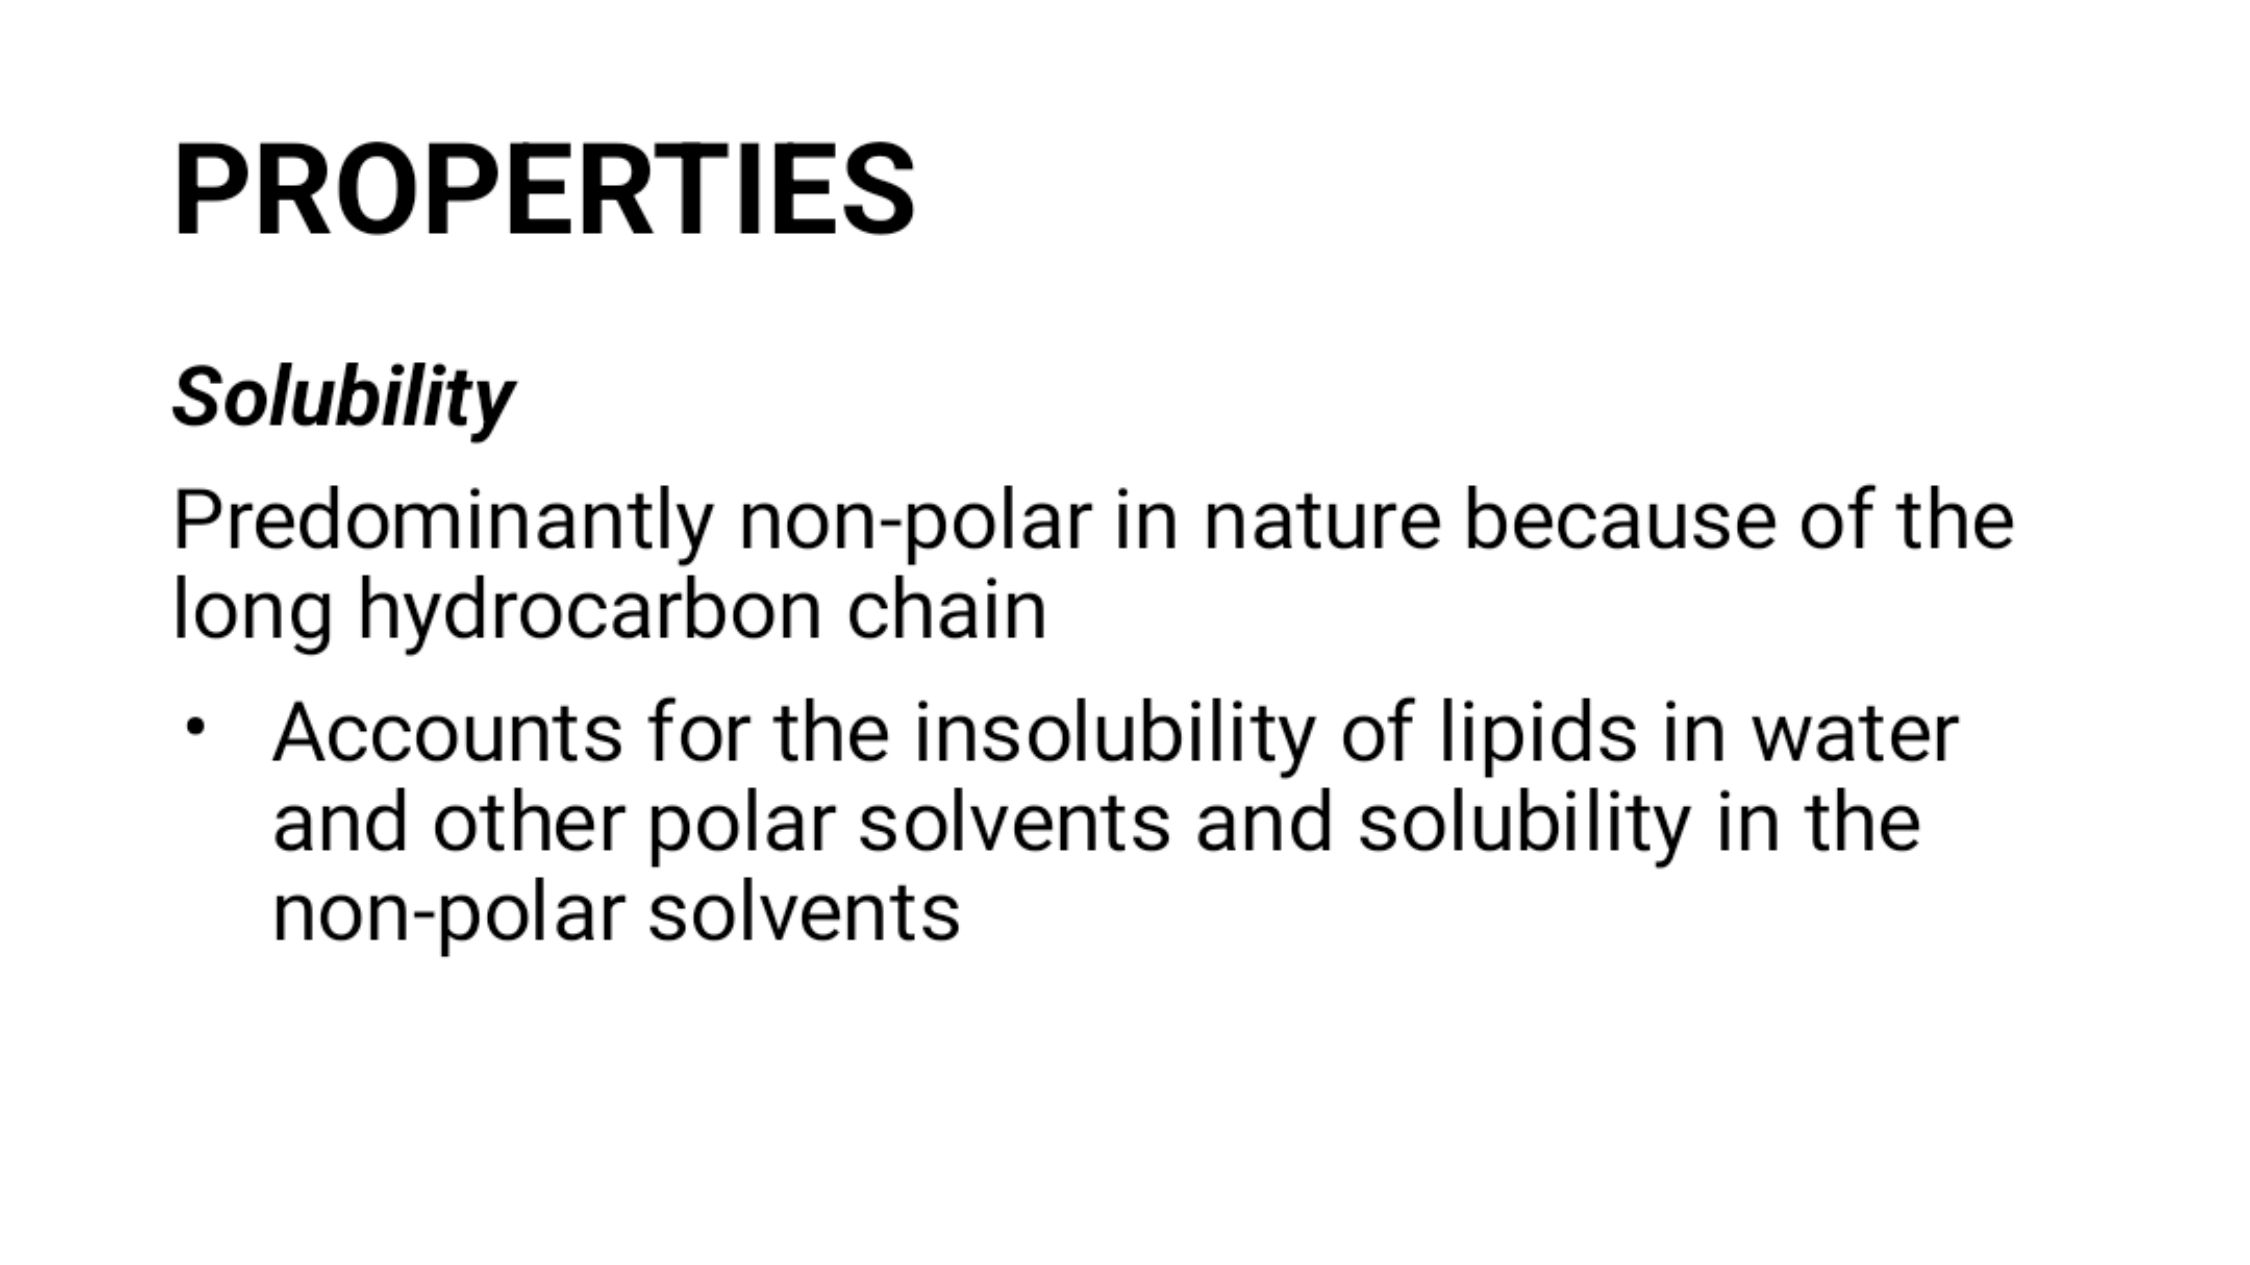 PROPERTIES
Solubility
Predominantly non-polar in nature because of the
long hydrocarbon chain
• Accounts for the insolubility of lipids in water
and other polar solvents and solubility in the
non-polar solvents